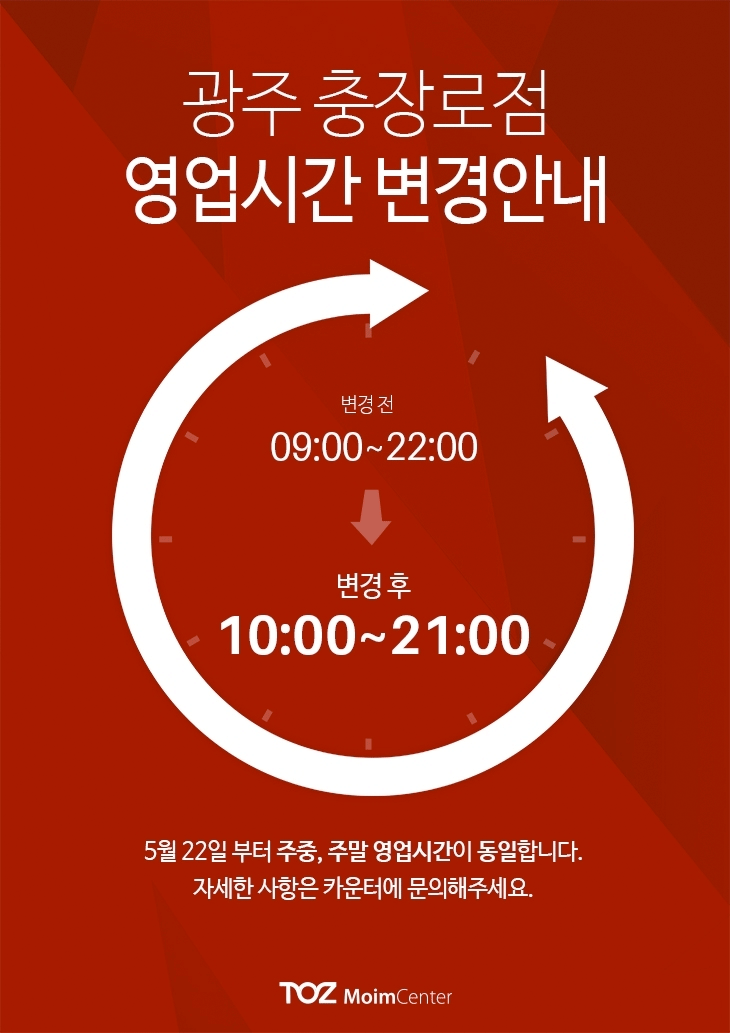 광주 충장로점
영업시간 변경안내
변경 전
09:00~22:00
변경 후
10:00~21:00
5월 22일 부터 주중, 주말 영업시간이 동일합니다.
자세한 사항은 카운터에 문의해주세요.
TOZ MoimCenter